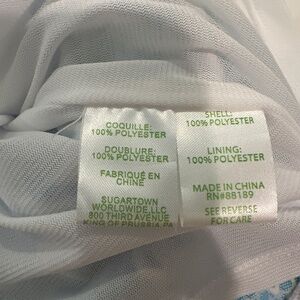 COQUILLE:
100% POLYESTER
DOUBLURE:
100% POLYESTER
FABRIQUÉ EN
CHINE
SUGARTOWN
WORLDWIDE LLC
800 THIRD AVENUE
KING OF PRUSSIA, PA
SHELL:
100% POLYESTER
LINING:
100% POLYESTER
MADE IN CHINA
RN#88189
SEE REVERSE
FOR CARE